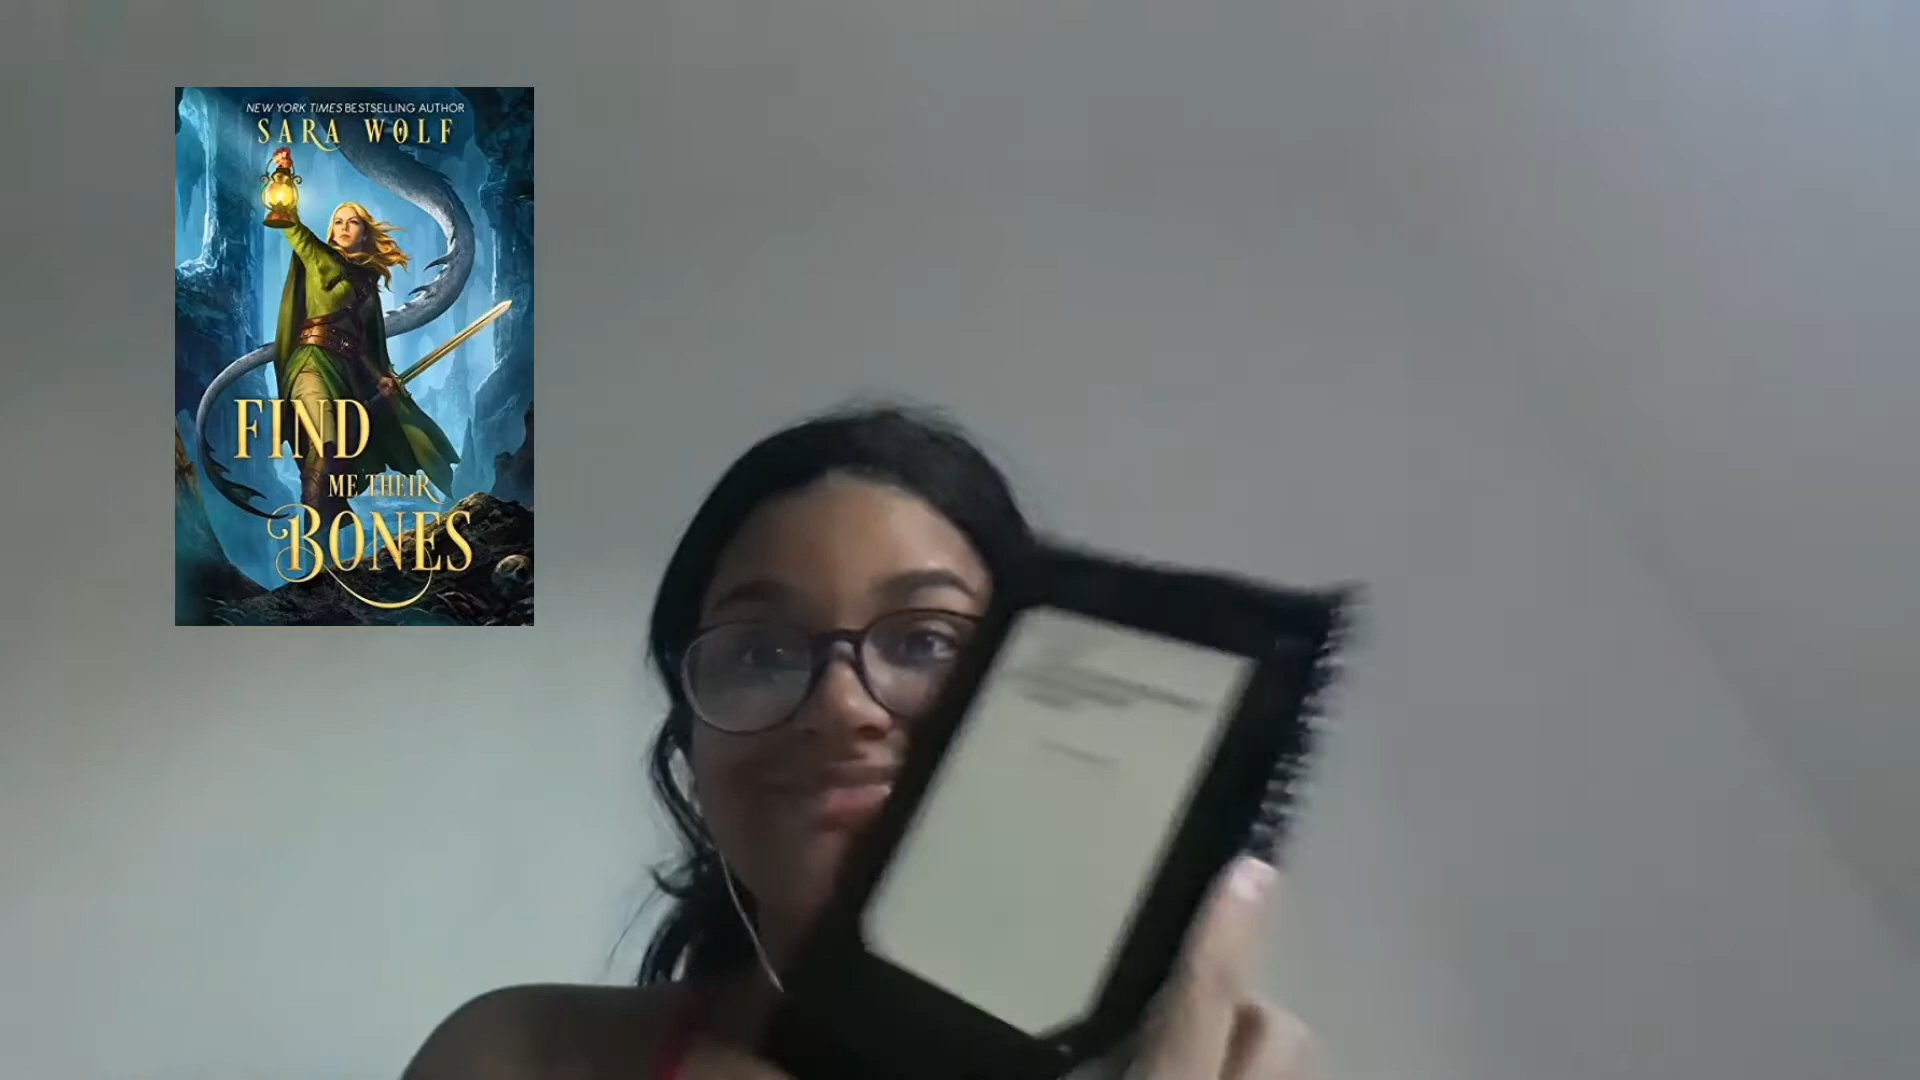 NEW YORK TIMES BESTSELLING AUTHOR
SARA WOLF
FIND
ME THEIR
BONES